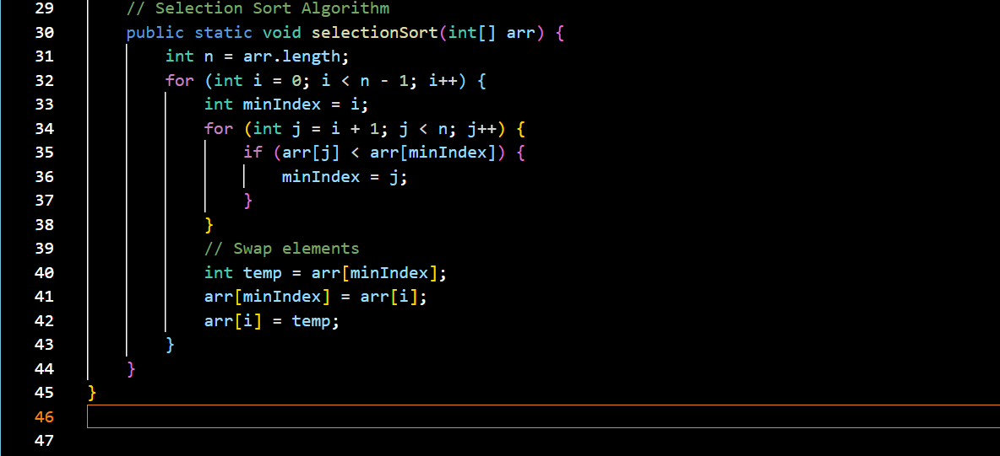 29 // Selection Sort Algorithm
30 public static void selectionSort(int[] arr) {
31 int n = arr.length;
32 for (int i = 0; i < n - 1; i++) {
33 int minIndex = i;
34 for (int j = i + 1; j < n; j++) {
35 if (arr[j] < arr[minIndex]) {
36 minIndex = j;
37 }
38 }
39 // Swap elements
40 int temp = arr[minIndex];
41 arr[minIndex] = arr[i];
42 arr[i] = temp;
43 }
44 }
45 }
46
47